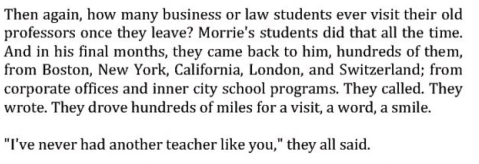 Then again, how many business or law students ever visit their old
professors once they leave? Morrie's students did that all the time.
And in his final months, they came back to him, hundreds of them,
from Boston, New York, California, London, and Switzerland; from
corporate offices and inner city school programs. They called. They
wrote. They drove hundreds of miles for a visit, a word, a smile.
"I've never had another teacher like you," they all said.